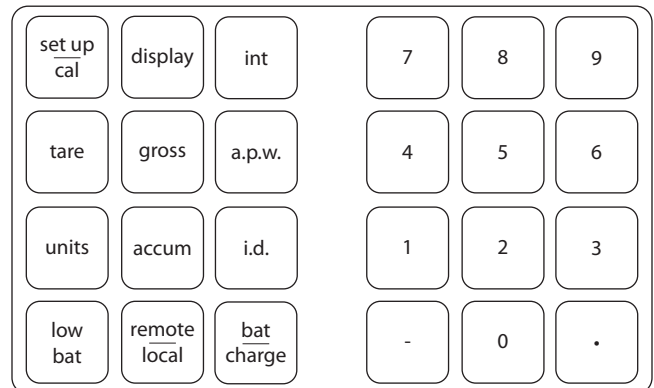 set up
cal
display
int
7
8
9
tare
gross
a.p.w.
4
5
6
units
accum
i.d.
1
2
3
low
bat
remote
local
bat
charge
-
0
.